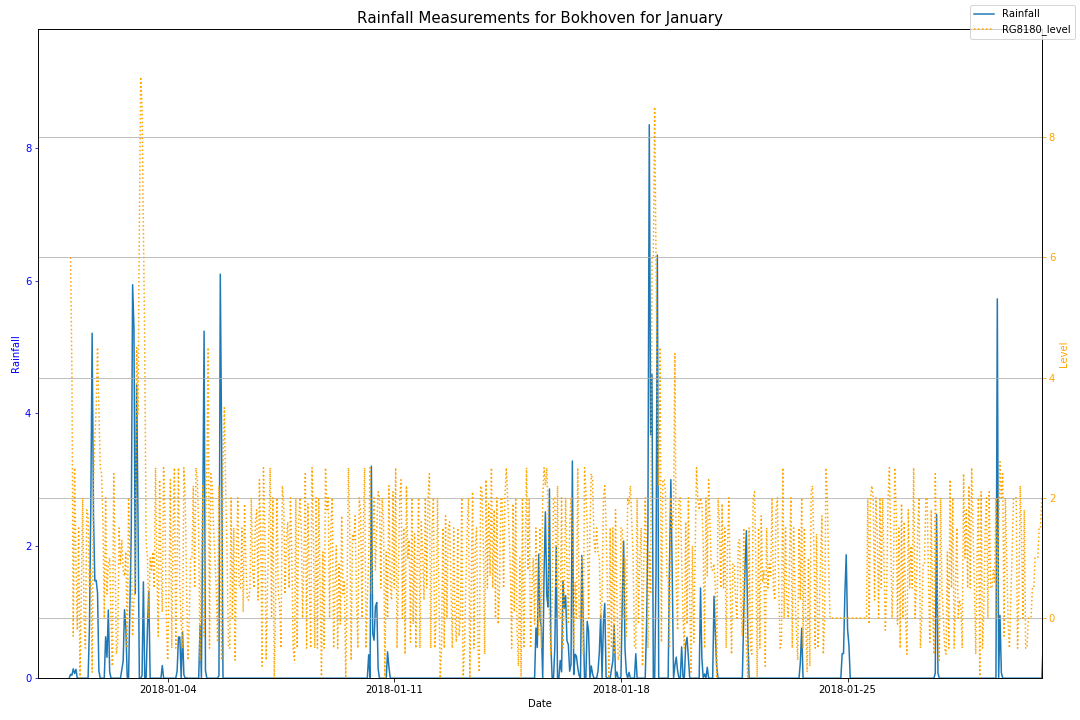 Rainfall Measurements for Bokhoven for January
Rainfall
RG8180_level
8
6
4
2
0
Rainfall
8
6
4
2
0
Level
2018-01-04
2018-01-11
2018-01-18
2018-01-25
Date